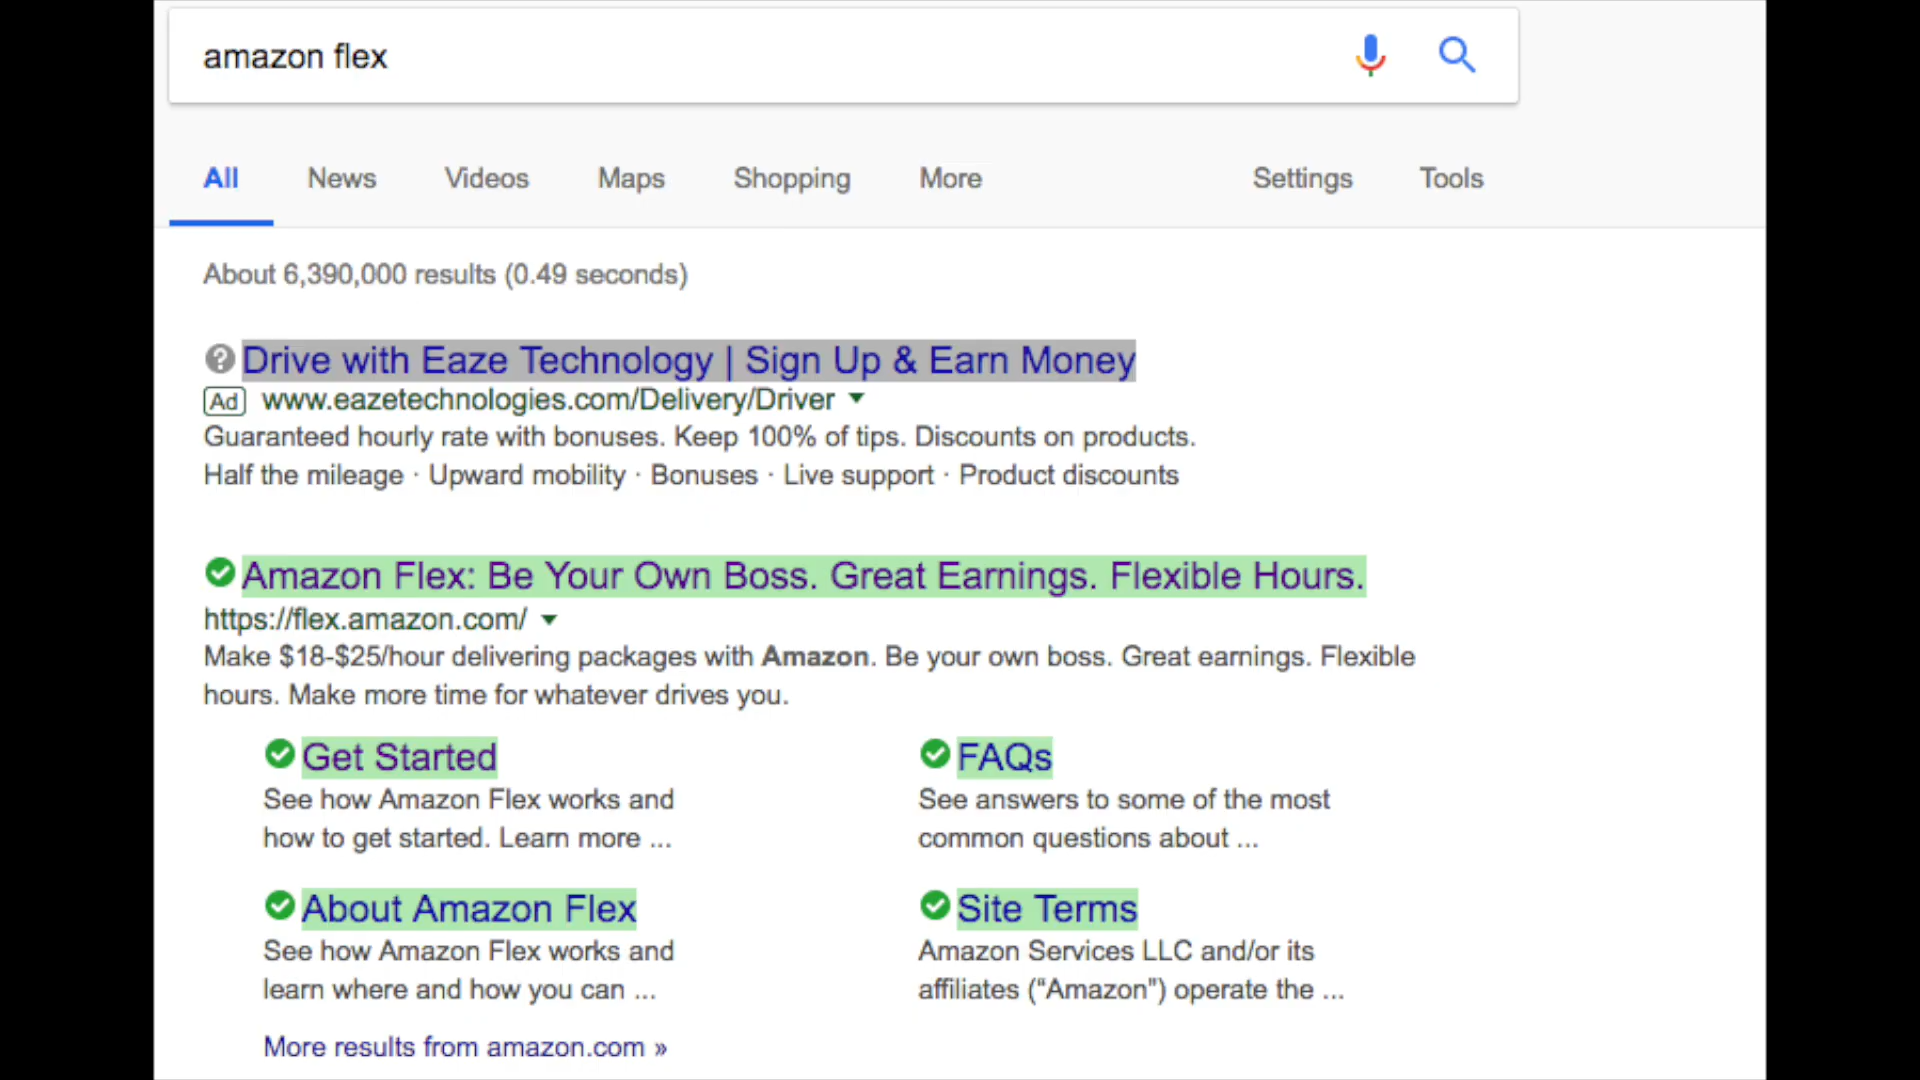 amazon flex
All News Videos Maps Shopping More Settings Tools
About 6,390,000 results (0.49 seconds)
Drive with Eaze Technology | Sign Up & Earn Money
Ad www.eazetechnologies.com/Delivery/Driver
Guaranteed hourly rate with bonuses. Keep 100% of tips. Discounts on products.
Half the mileage · Upward mobility · Bonuses · Live support · Product discounts
Amazon Flex: Be Your Own Boss. Great Earnings. Flexible Hours.
https://flex.amazon.com/
Make $18-$25/hour delivering packages with Amazon. Be your own boss. Great earnings. Flexible
hours. Make more time for whatever drives you.
Get Started
See how Amazon Flex works and
how to get started. Learn more ...
FAQs
See answers to some of the most
common questions about ...
About Amazon Flex
See how Amazon Flex works and
learn where and how you can ...
Site Terms
Amazon Services LLC and/or its
affiliates (“Amazon”) operate the ...
More results from amazon.com »